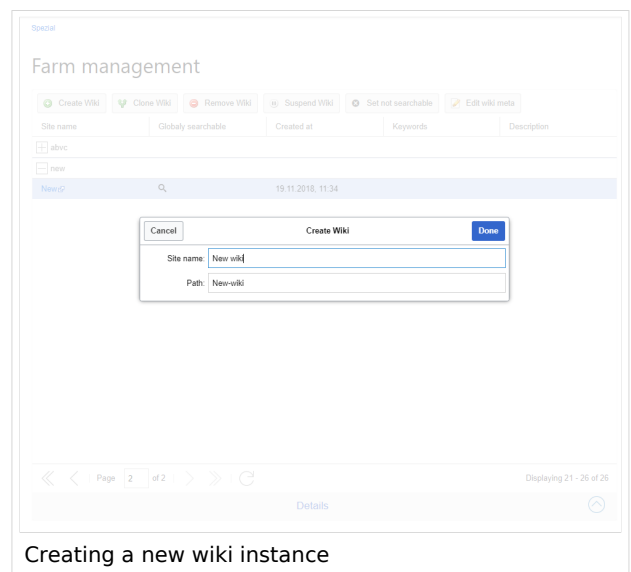 Spezial
Farm management
Create Wiki Clone Wiki Remove Wiki Suspend Wiki Set not searchable Edit wiki meta
Site name Globaly searchable Created at Keywords Description
abvc
new
New 19.11.2018, 11:34
Cancel Create Wiki Done
Site name: New wiki
Path: New-wiki
Page 2 of 2 Displaying 21 - 26 of 26
Details
Creating a new wiki instance